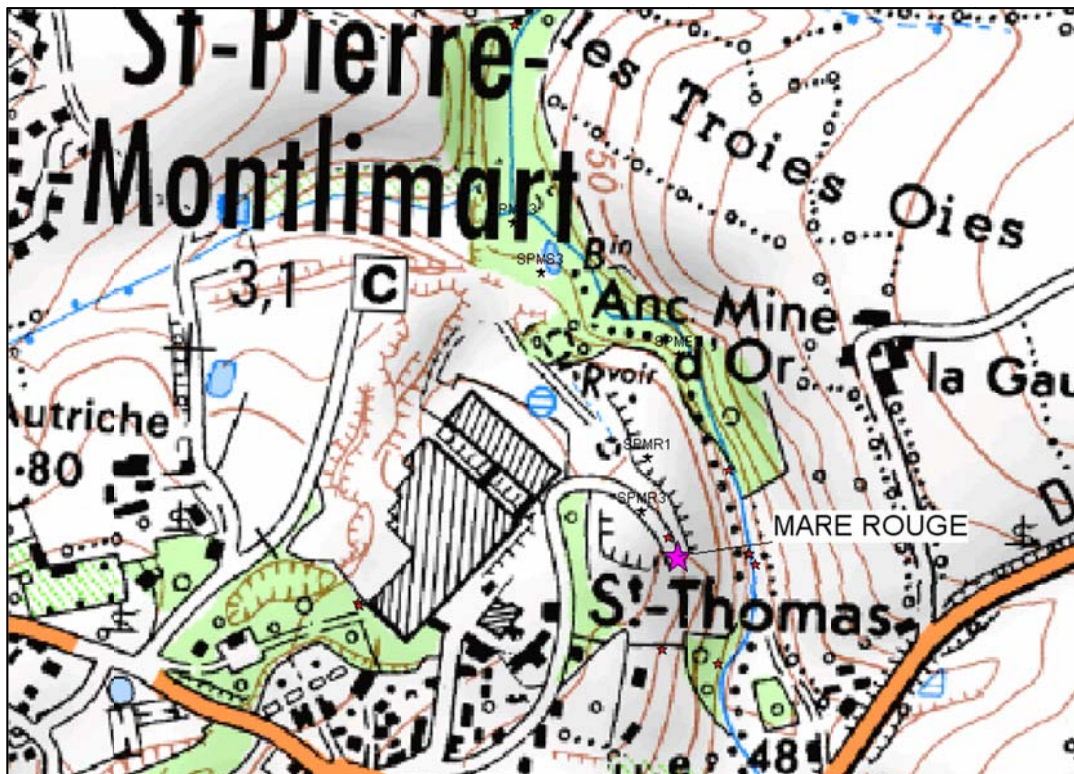 St-Pierre-
-Montlimart
les Troies Oies
50
SPMS3
Bin
3,1
C
Anc. Mine
d'Or
la Gau
Rvoir
Autriche
80
SPMR1
SPMR3
MARE ROUGE
St-Thomas
D
48